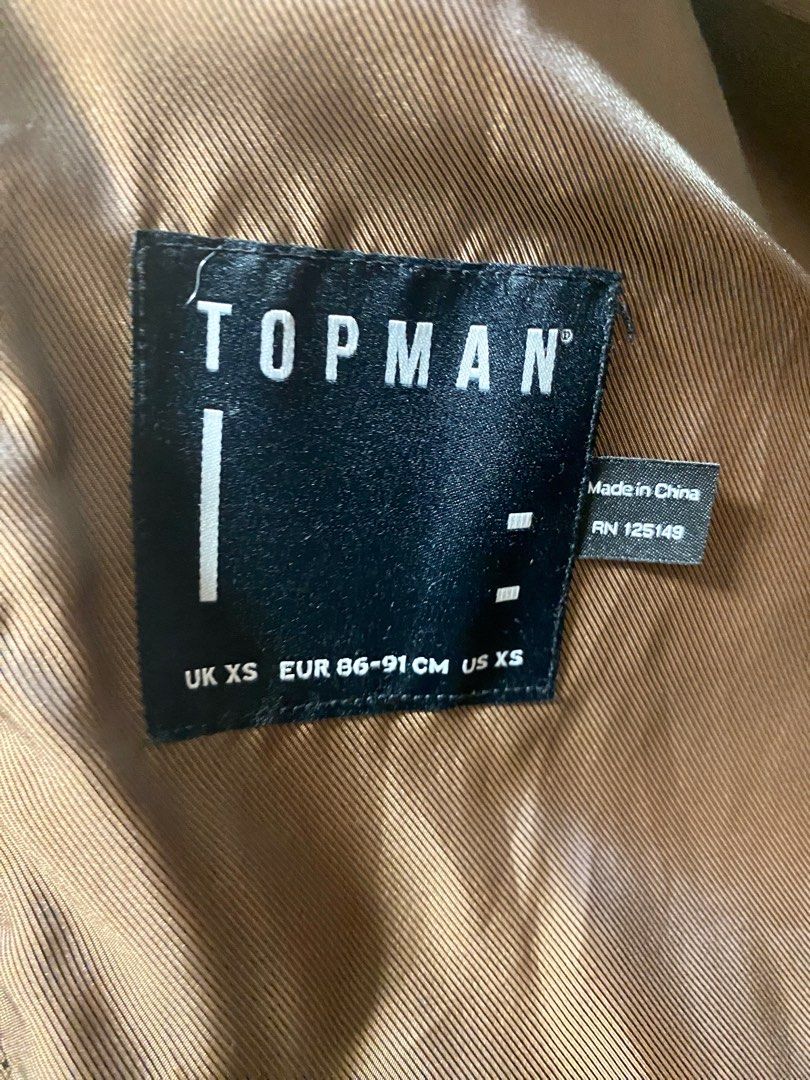 TOPMAN®
Made in China
RN 125149
UK XS EUR 86-91 CM US XS